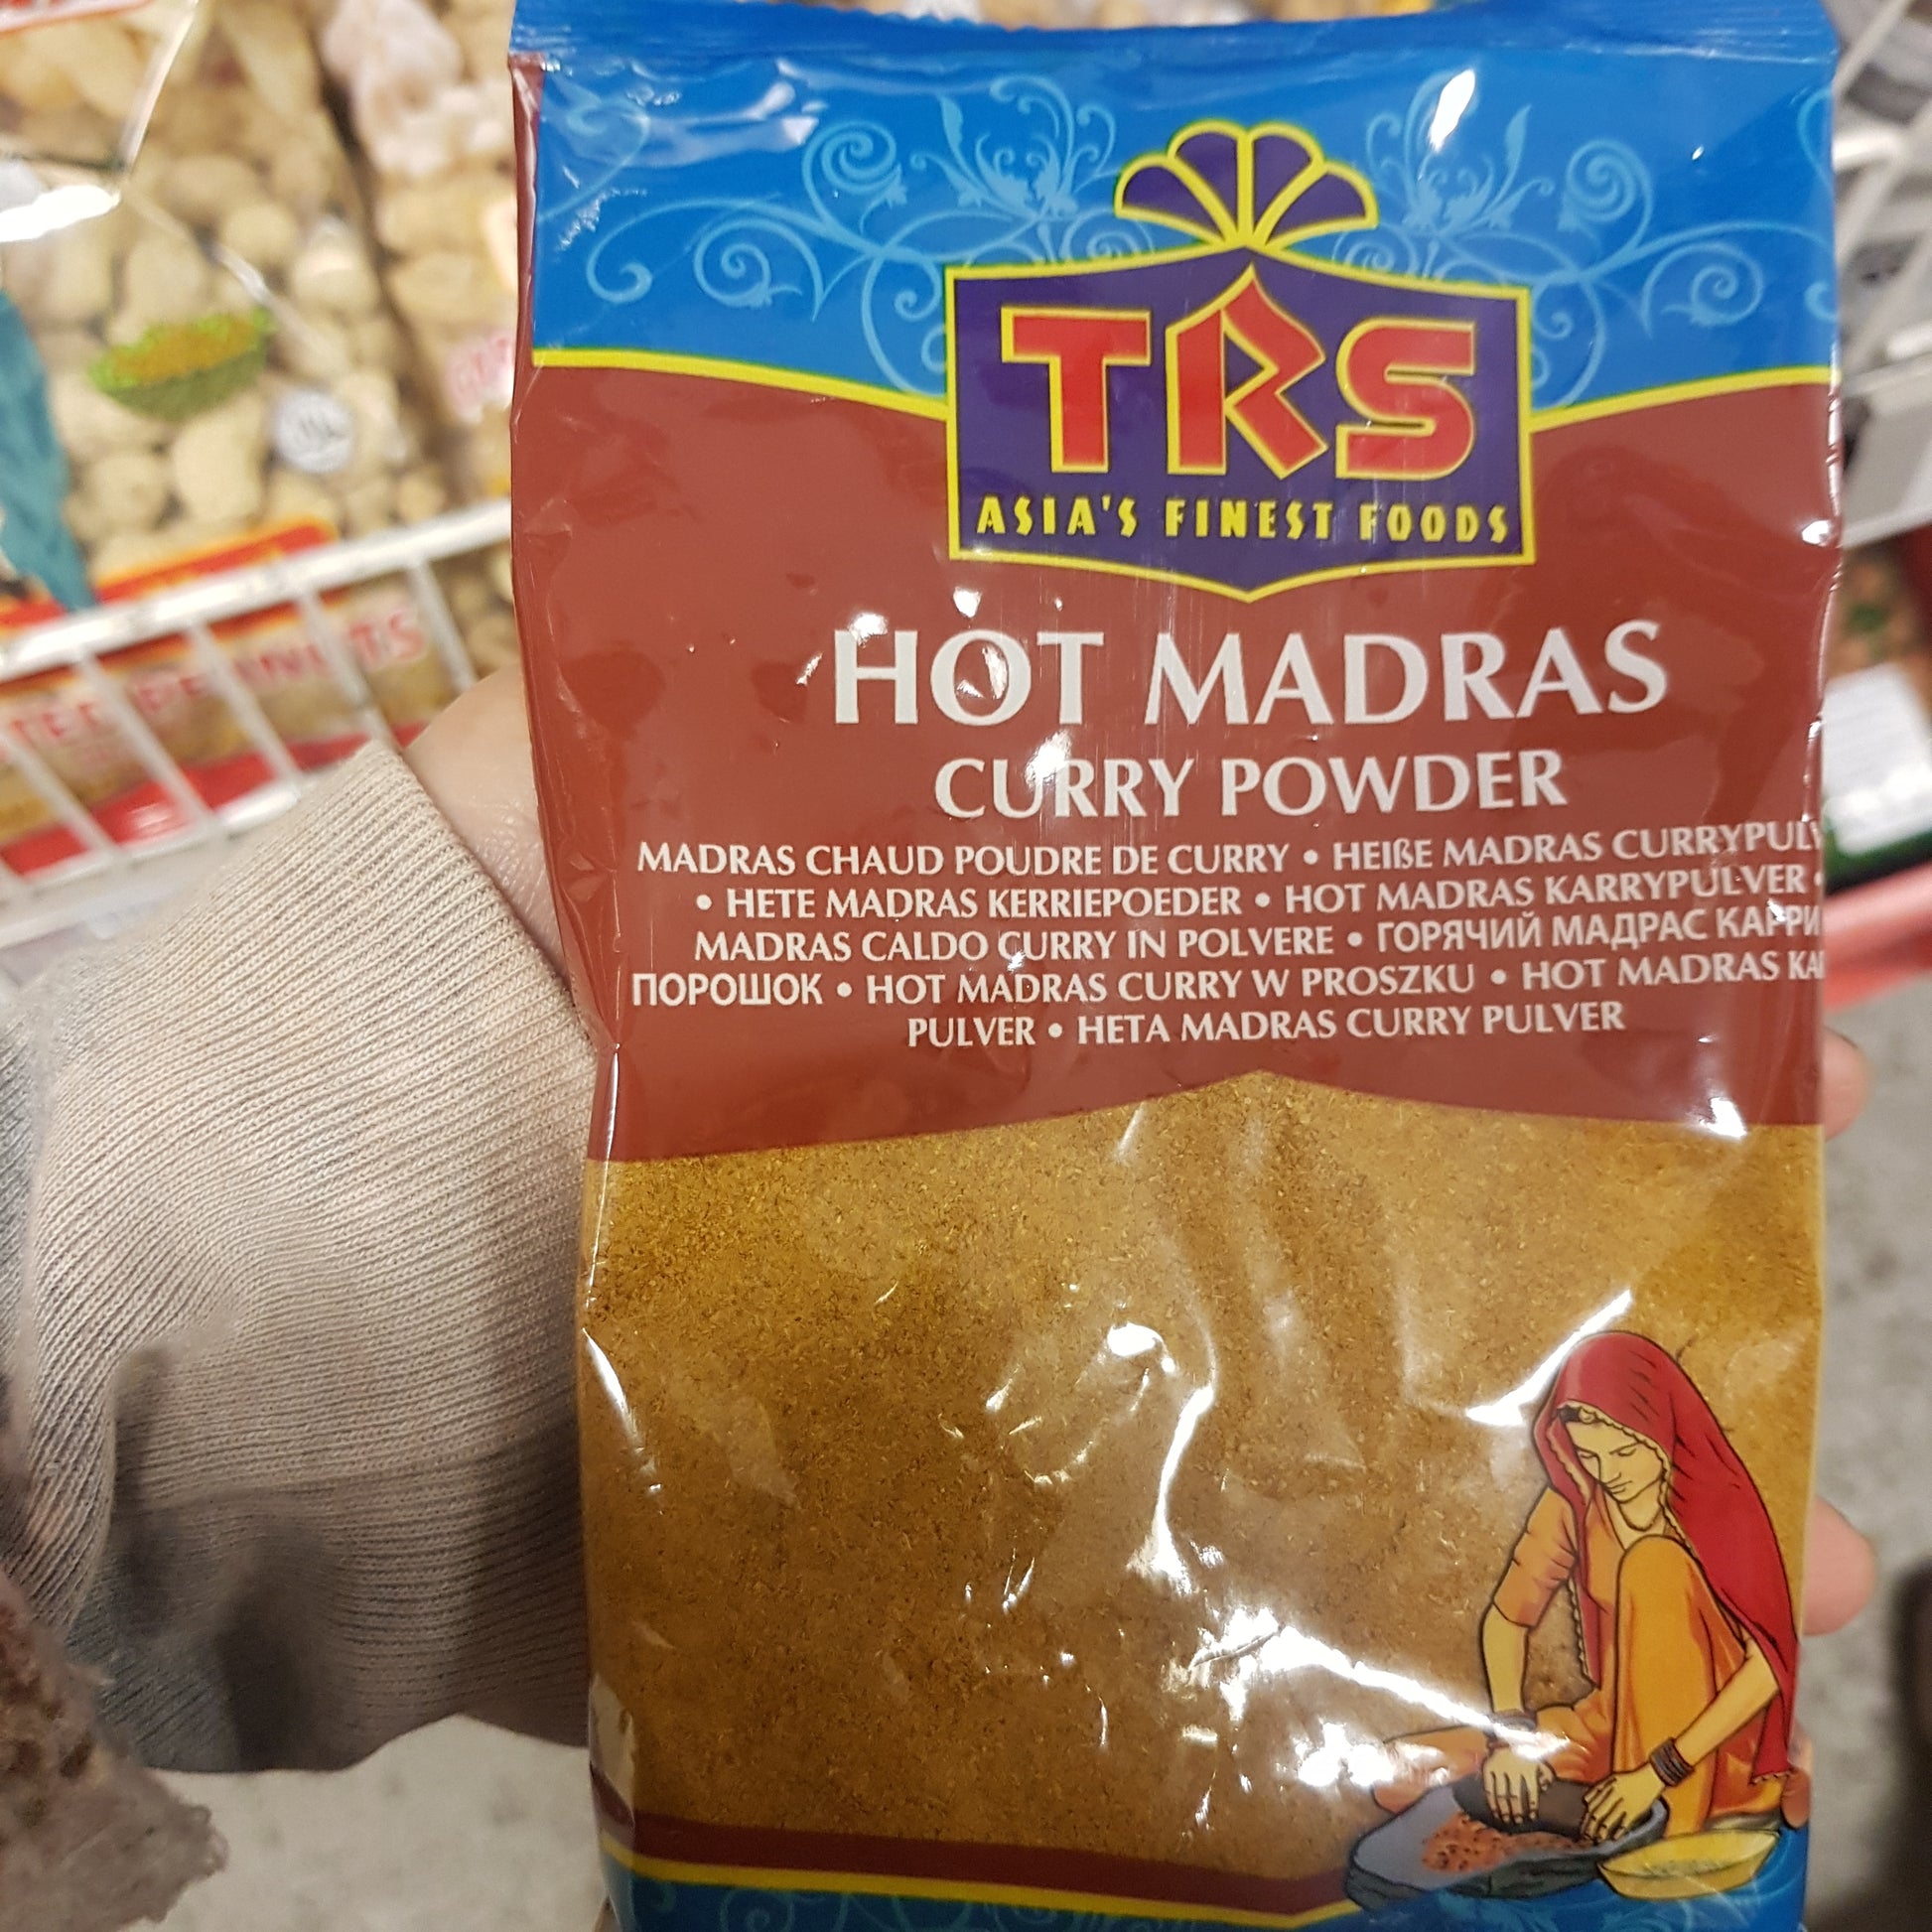 TRS
ASIA'S FINEST FOODS
HOT MADRAS
CURRY POWDER
MADRAS CHAUD POUDRE DE CURRY • HEIßE MADRAS
• HETE MADRAS KERRIEPOEDER • HOT MADRAS KARRYPULVER •
MADRAS CALDO CURRY IN POLVERE • ГОРЯЧИЙ МАДРАС КАРРИ
ПОРОШОК • HOT MADRAS CURRY W PROSZKU • HOT MADRAS
PULVER • HETA MADRAS CURRY PULVER